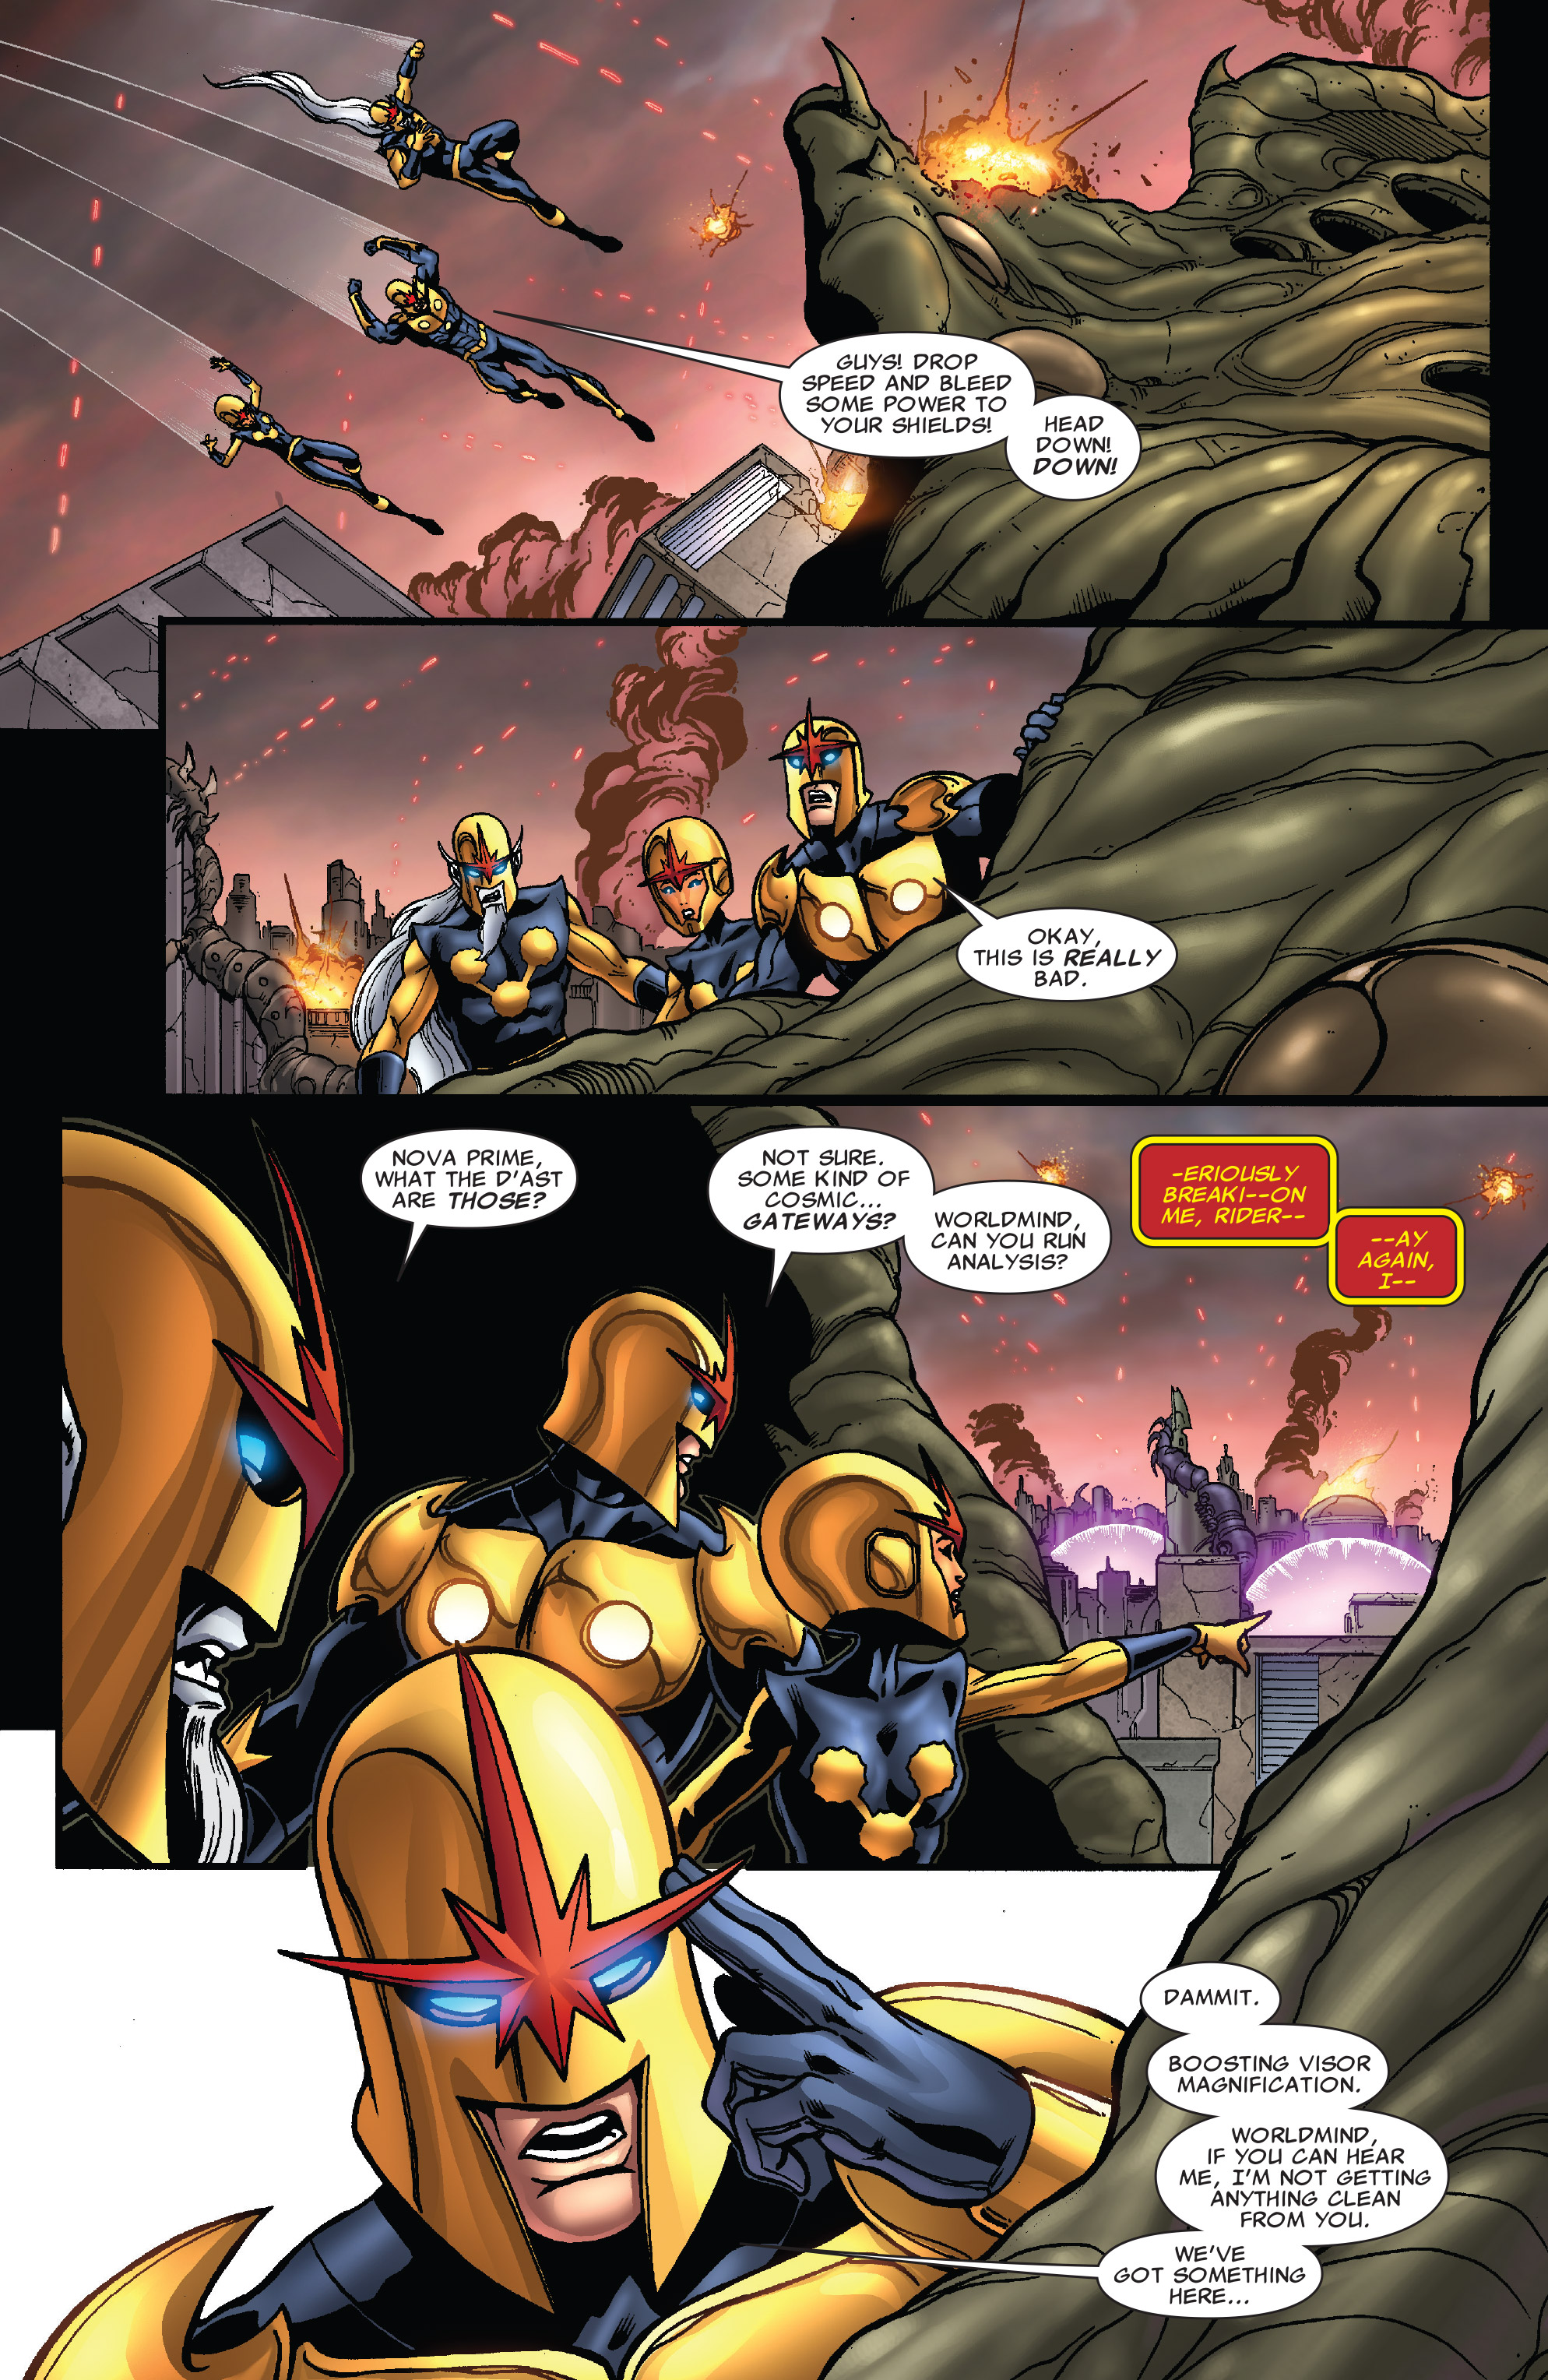 GUYS! DROP
SPEED AND BLEED
SOME POWER TO
YOUR SHIELDS!
HEAD
DOWN!
DOWN!
OKAY,
THIS IS REALLY
BAD.
NOVA PRIME,
WHAT THE D'AST
ARE THOSE?
NOT SURE.
SOME KIND OF
COSMIC...
GATEWAYS?
WORLDMIND,
CAN YOU RUN
ANALYSIS?
-ERIOUSLY
BREAKI--ON
ME, RIDER--
--AY
AGAIN,
I--
DAMMIT.
BOOSTING VISOR
MAGNIFICATION.
WORLDMIND,
IF YOU CAN HEAR
ME, I'M NOT GETTING
ANYTHING CLEAN
FROM YOU.
WE'VE
GOT SOMETHING
HERE...